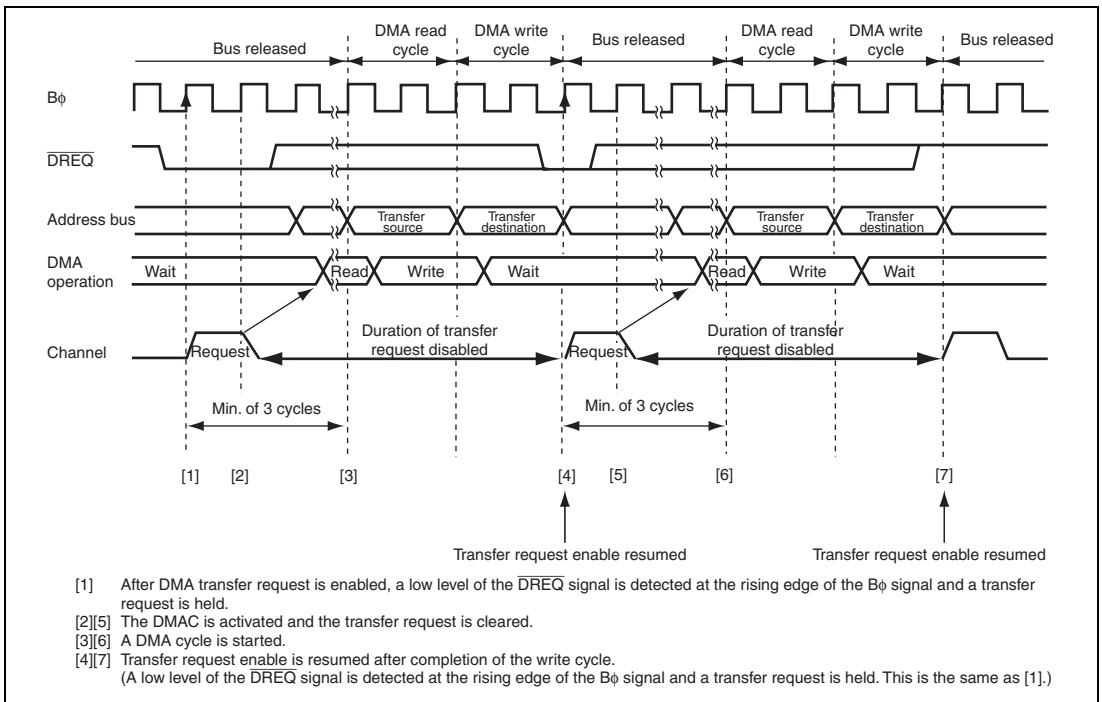 Bus released
DMA read cycle
DMA write cycle
Bus released
DMA read cycle
DMA write cycle
Bus released
Bφ
DREQ
Address bus
Transfer source
Transfer destination
Transfer source
Transfer destination
DMA operation
Wait
Read
Write
Wait
Read
Write
Wait
Channel
Request
Duration of transfer request disabled
Request
Duration of transfer request disabled
Min. of 3 cycles
Min. of 3 cycles
[1]
[2]
[3]
[4]
[5]
[6]
[7]
Transfer request enable resumed
Transfer request enable resumed
[1] After DMA transfer request is enabled, a low level of the DREQ signal is detected at the rising edge of the Bφ signal and a transfer
request is held.
[2][5] The DMAC is activated and the transfer request is cleared.
[3][6] A DMA cycle is started.
[4][7] Transfer request enable is resumed after completion of the write cycle.
(A low level of the DREQ signal is detected at the rising edge of the Bφ signal and a transfer request is held. This is the same as [1].)